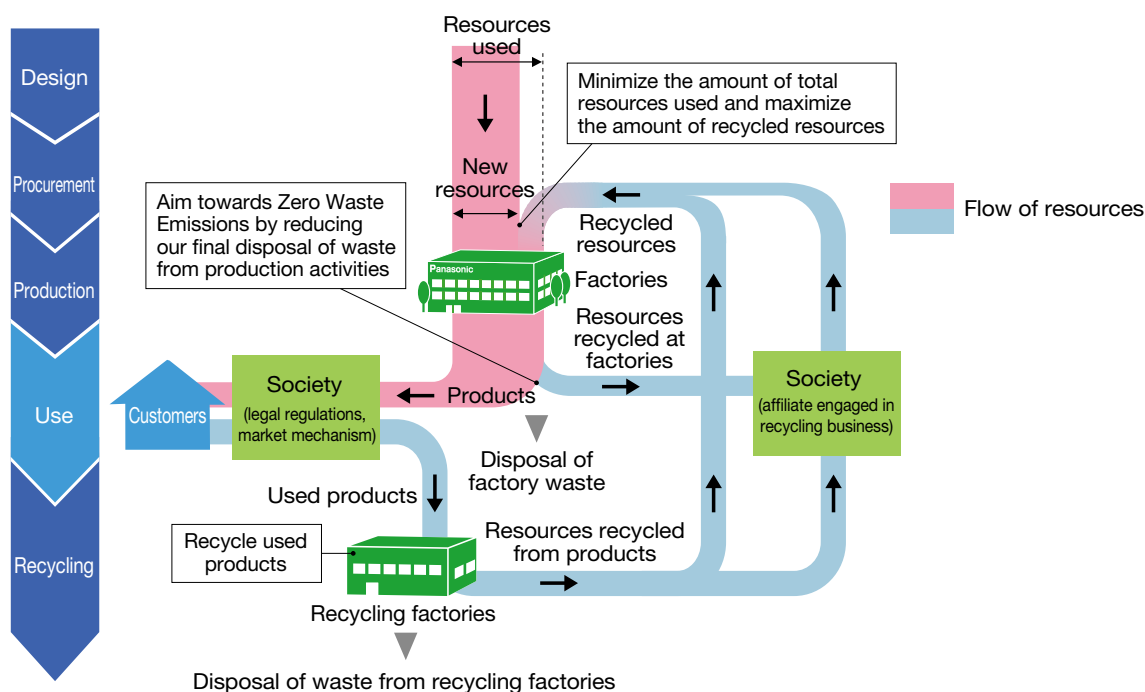 Resources
used
Design
Procurement
Production
Use
Recycling
Minimize the amount of total
resources used and maximize
the amount of recycled resources
New
resources
Aim towards Zero Waste
Emissions by reducing
our final disposal of waste
from production activities
Recycled
resources
Flow of resources
Panasonic
Factories
Resources
recycled at
factories
Customers
Society
(legal regulations,
market mechanism)
Products
Society
(affiliate engaged in
recycling business)
Disposal of
factory waste
Used products
Recycle used
products
Resources recycled
from products
Recycling factories
Disposal of waste from recycling factories